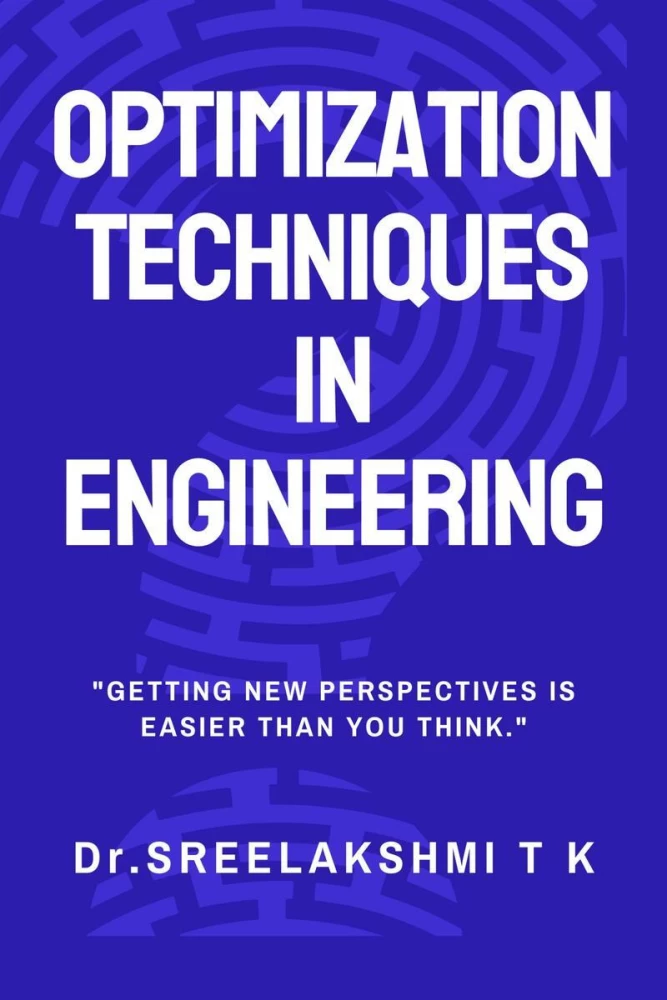 OPTIMIZATION
TECHNIQUES
IN
ENGINEERING
"GETTING NEW PERSPECTIVES IS
EASIER THAN YOU THINK."
Dr.SREELAKSHMI T K